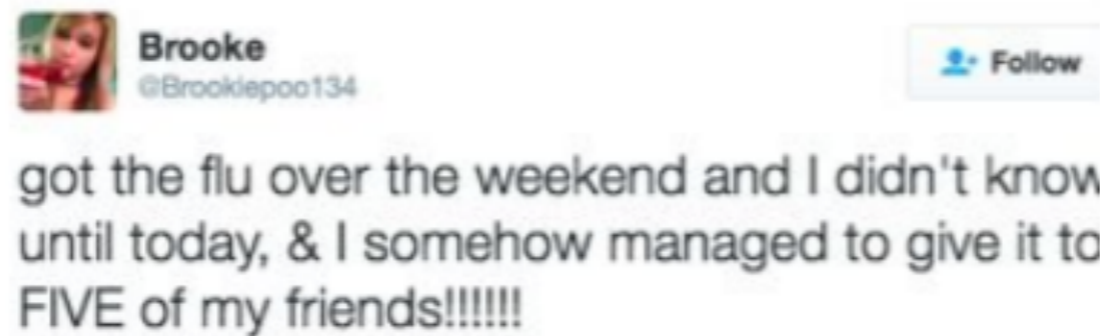 Brooke
@Brookiepoo134
Follow
got the flu over the weekend and I didn't know
until today, & I somehow managed to give it to
FIVE of my friends!!!!!!